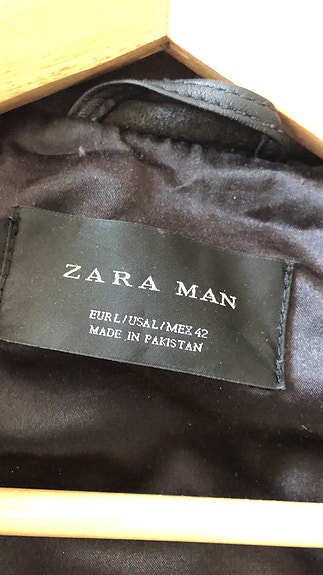 ZARA MAN
EUR L/USA L/MEX 42
MADE IN PAKISTAN